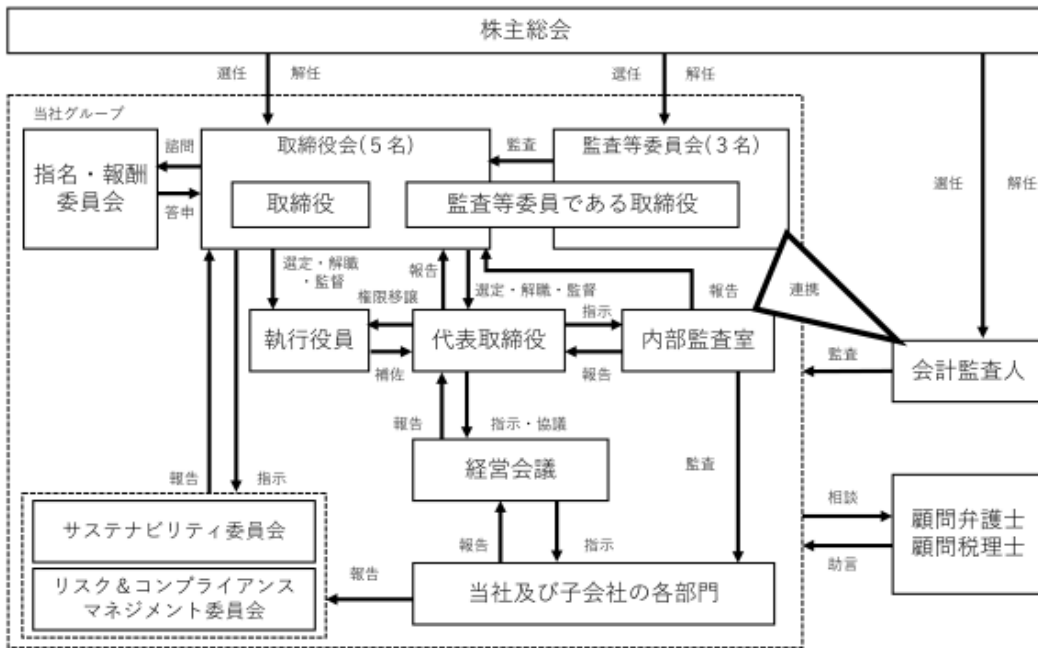 株主総会
選任
解任
選任
解任
当社グループ
指名・報酬
委員会
諮問
答申
取締役会(5名)
監査
監査等委員会(3名)
取締役
監査等委員である取締役
選任
解任
選定・解職
・監督
報告
選定・解職・監督
報告
連携
権限移譲
指示
執行役員
代表取締役
内部監査室
補佐
報告
監査
会計監査人
報告
指示・協議
経営会議
監査
報告
指示
サステナビリティ委員会
リスク&コンプライアンス
マネジメント委員会
報告
報告
指示
当社及び子会社の各部門
相談
助言
顧問弁護士
顧問税理士